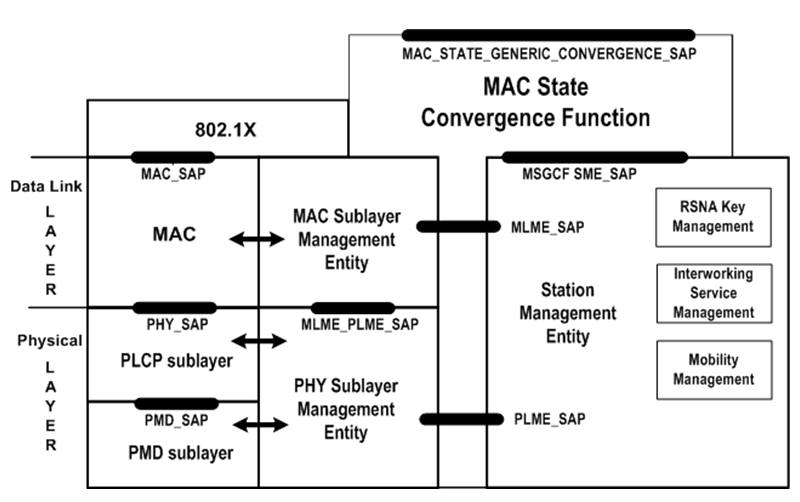 MAC_STATE_GENERIC_CONVERGENCE_SAP
MAC State
Convergence Function
802.1X
MAC_SAP
MSGCF SME_SAP
Data Link
L
A
Y
E
R
MAC
MAC Sublayer
Management
Entity
MLME_SAP
RSNA Key
Management
Interworking
Service
Management
Station
Management
Entity
PHY_SAP
MLME_PLME_SAP
Physical
L
A
Y
E
R
PLCP sublayer
Mobility
Management
PHY Sublayer
Management
Entity
PMD_SAP
PLME_SAP
PMD sublayer